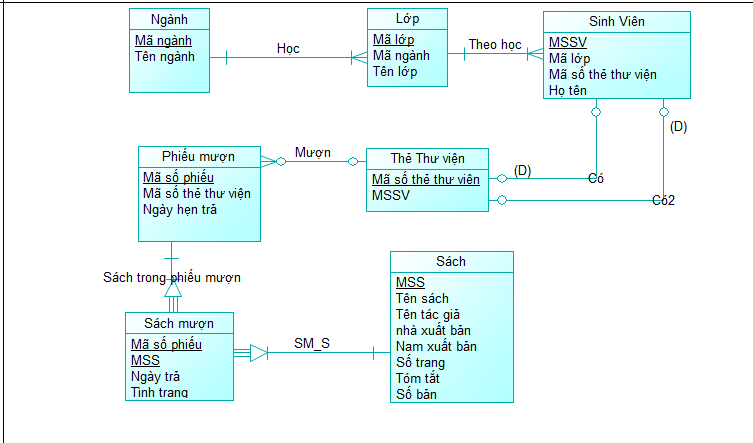 Ngành
Mã ngành
Tên ngành
Học
Lớp
Mã lớp
Mã ngành
Tên lớp
Theo học
Sinh Viên
MSSV
Mã lớp
Mã số thẻ thư viện
Họ tên
(D)
(D)
Có
Có2
Phiếu mượn
Mã số phiếu
Mã số thẻ thư viện
Ngày hẹn trả
Mượn
Thẻ Thư viện
Mã số thẻ thư viện
MSSV
Sách trong phiếu mượn
Sách mượn
Mã số phiếu
MSS
Ngày trả
Tình trạng
SM_S
Sách
MSS
Tên sách
Tên tác giả
nhà xuất bản
Nam xuất bản
Số trang
Tóm tắt
Số bản